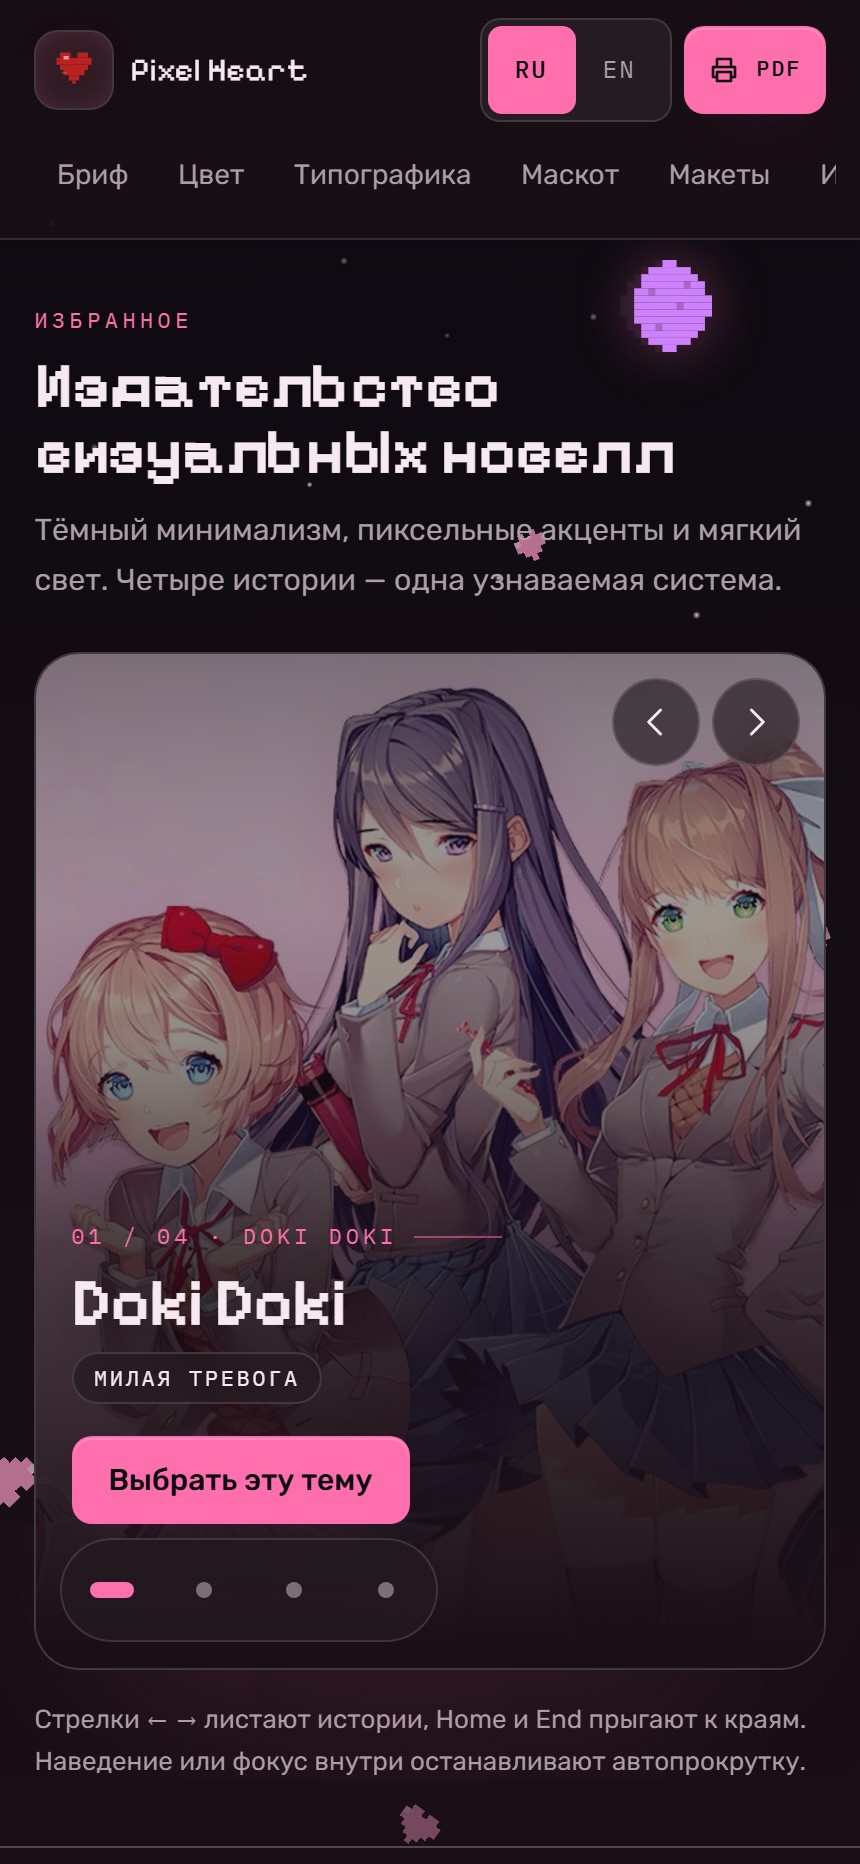 Pixel Heart
RU
EN
PDF
Бриф
Цвет
Типографика
Маскот
Макеты
ИЗБРАННОЕ
Издательство
визуальных новелл
Тёмный минимализм, пиксельные акценты и мягкий
свет. Четыре истории — одна узнаваемая система.
01 / 04 · DOKI DOKI
Doki Doki
МИЛАЯ ТРЕВОГА
Выбрать эту тему
Стрелки ← → листают истории, Home и End прыгают к краям.
Наведение или фокус внутри останавливают автопрокрутку.